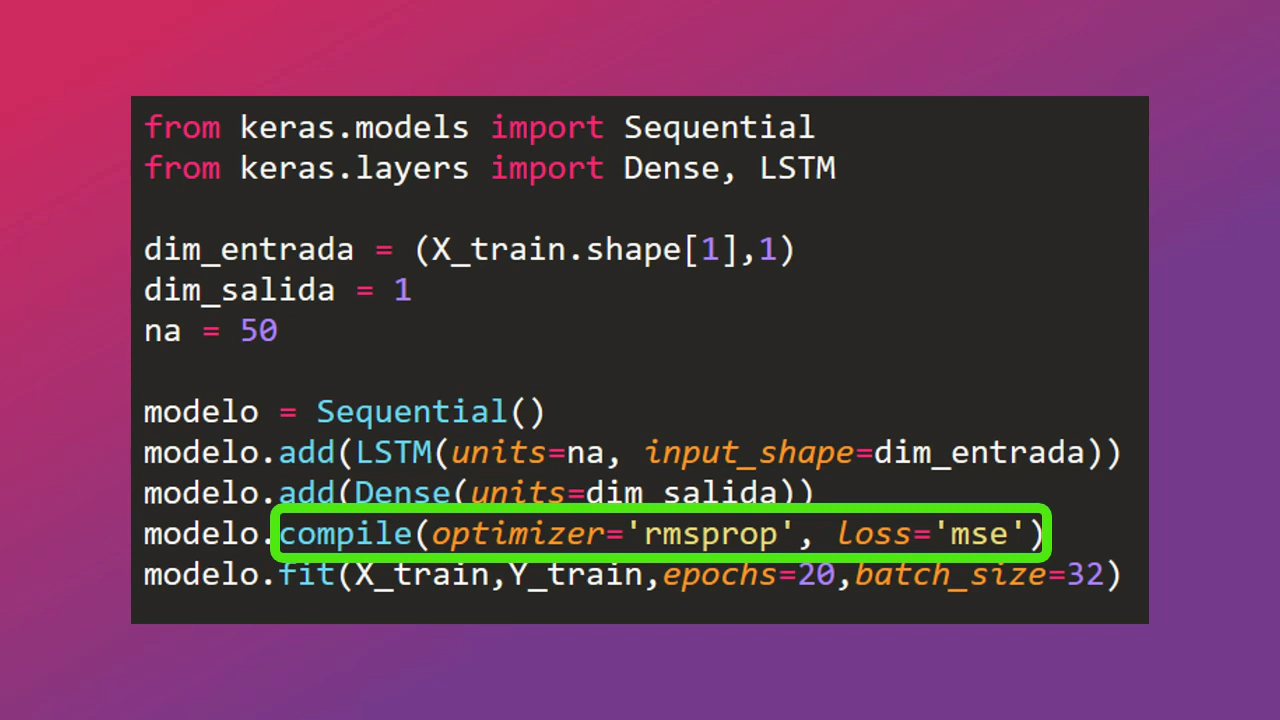 from keras.models import Sequential
from keras.layers import Dense, LSTM
dim_entrada = (X_train.shape[1],1)
dim_salida = 1
na = 50
modelo = Sequential()
modelo.add(LSTM(units=na, input_shape=dim_entrada))
modelo.add(Dense(units=dim_salida))
modelo.compile(optimizer='rmsprop', loss='mse')
modelo.fit(X_train,Y_train,epochs=20,batch_size=32)